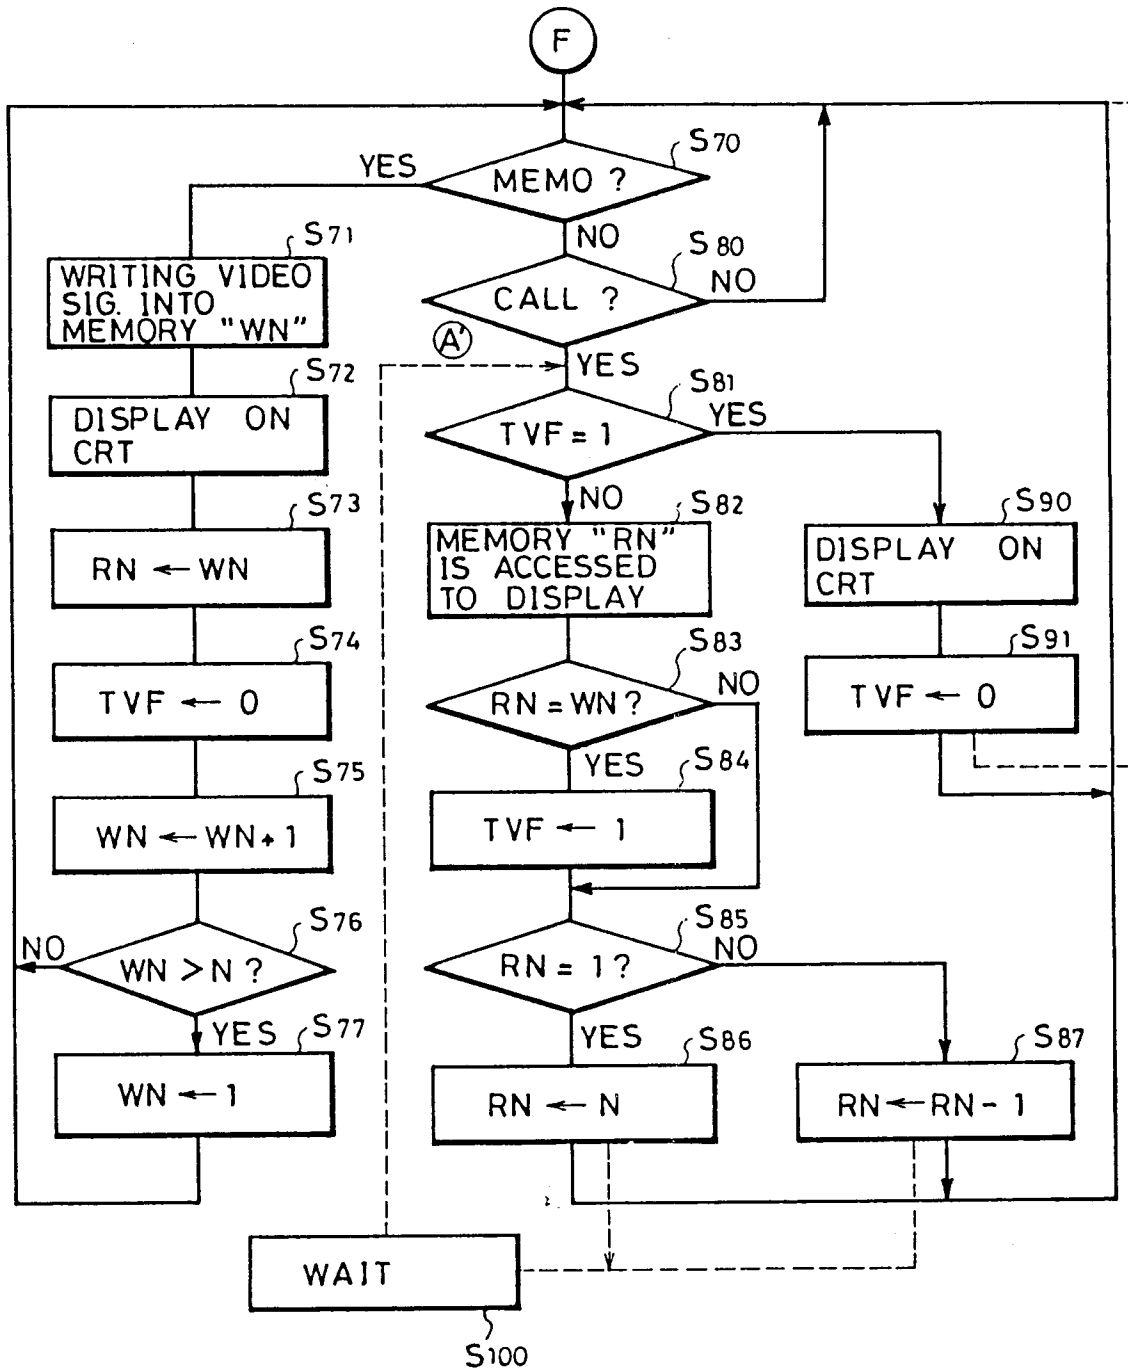 F
S70
YES
MEMO ?
NO
S71
WRITING VIDEO
SIG. INTO
MEMORY "WN"
S80
CALL ?
NO
A'
YES
S72
DISPLAY ON
CRT
S81
TVF = 1
YES
NO
S73
RN ← WN
S82
MEMORY "RN"
IS ACCESSED
TO DISPLAY
S90
DISPLAY ON
CRT
S74
TVF ← 0
S83
RN = WN ?
NO
YES
S91
TVF ← 0
S75
WN ← WN + 1
S84
TVF ← 1
S76
NO
WN > N ?
YES
S85
RN = 1 ?
NO
YES
S77
WN ← 1
S86
RN ← N
S87
RN ← RN - 1
WAIT
S100